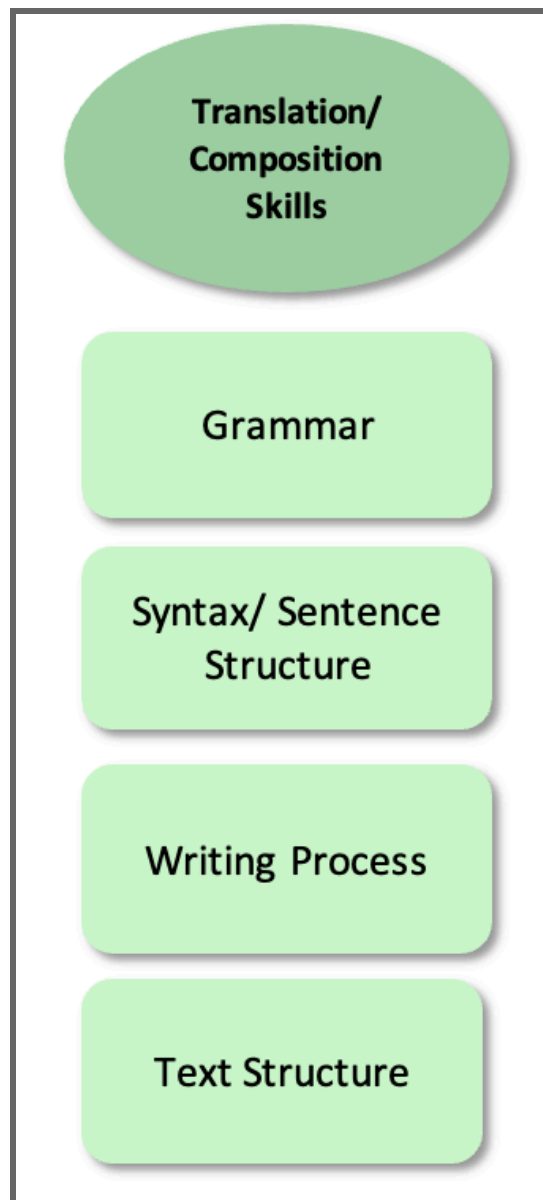 Translation/
Composition
Skills
Grammar
Syntax/ Sentence
Structure
Writing Process
Text Structure